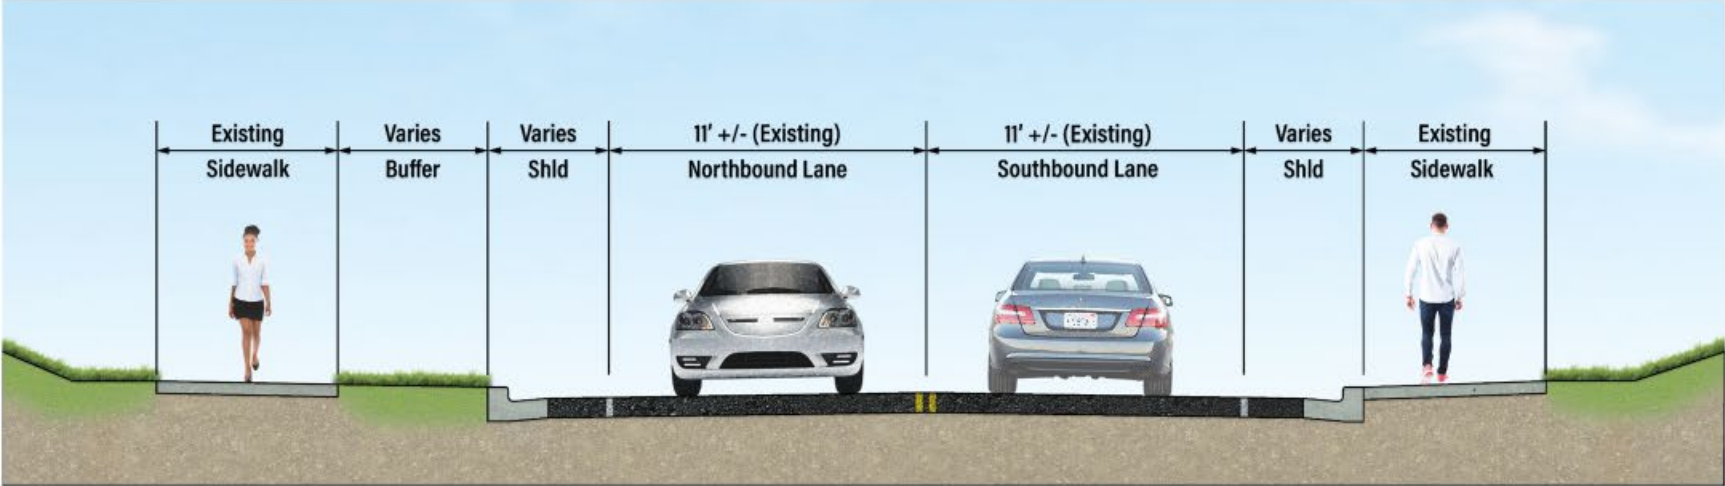 Existing Varies Varies 11' +/- (Existing) 11' +/- (Existing) Varies Existing
Sidewalk Buffer Shld Northbound Lane Southbound Lane Shld Sidewalk